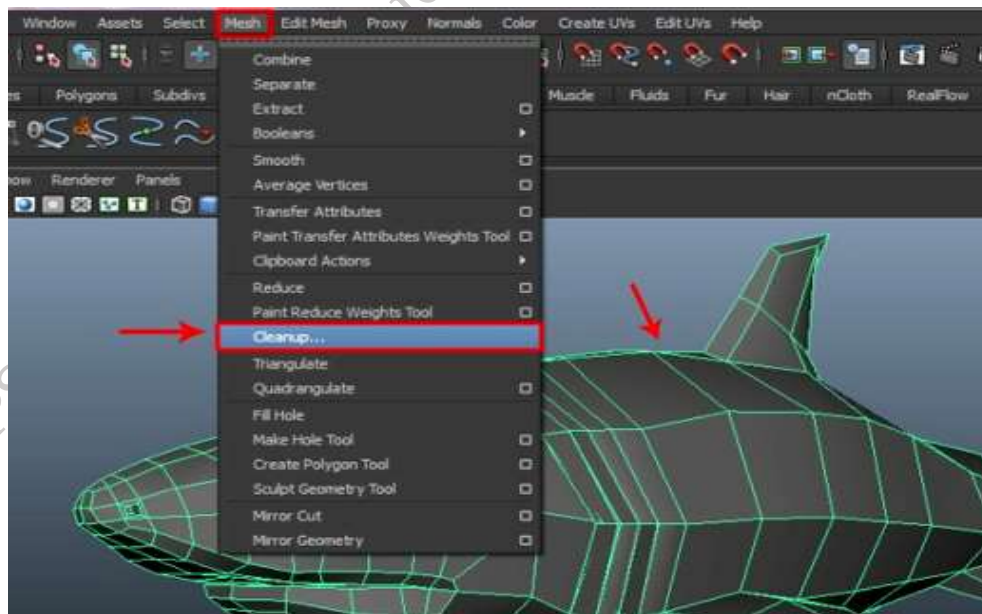 Window Assets Select Mesh Edit Mesh Proxy Normals Color Create UVs Edit UVs Help
Polygons Subdivs Muscle Fluids Fur Hair nCloth RealFlow
Renderer Panels
Combine
Separate
Extract
Booleans
Smooth
Average Vertices
Transfer Attributes
Paint Transfer Attributes Weights Tool
Clipboard Actions
Reduce
Paint Reduce Weights Tool
Cleanup...
Triangulate
Quadrangulate
Fill Hole
Make Hole Tool
Create Polygon Tool
Sculpt Geometry Tool
Mirror Cut
Mirror Geometry